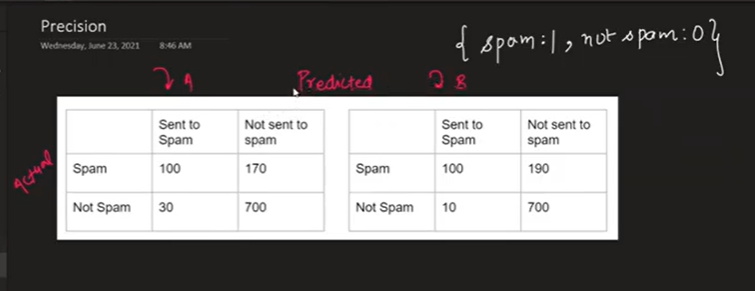 Precision
Wednesday, June 23, 2021 8:46 AM
{ spam:1, not spam:0}
A Predicted B
Actual
Sent to Spam Not sent to spam Sent to Spam Not sent to spam
Spam 100 170 Spam 100 190
Not Spam 30 700 Not Spam 10 700